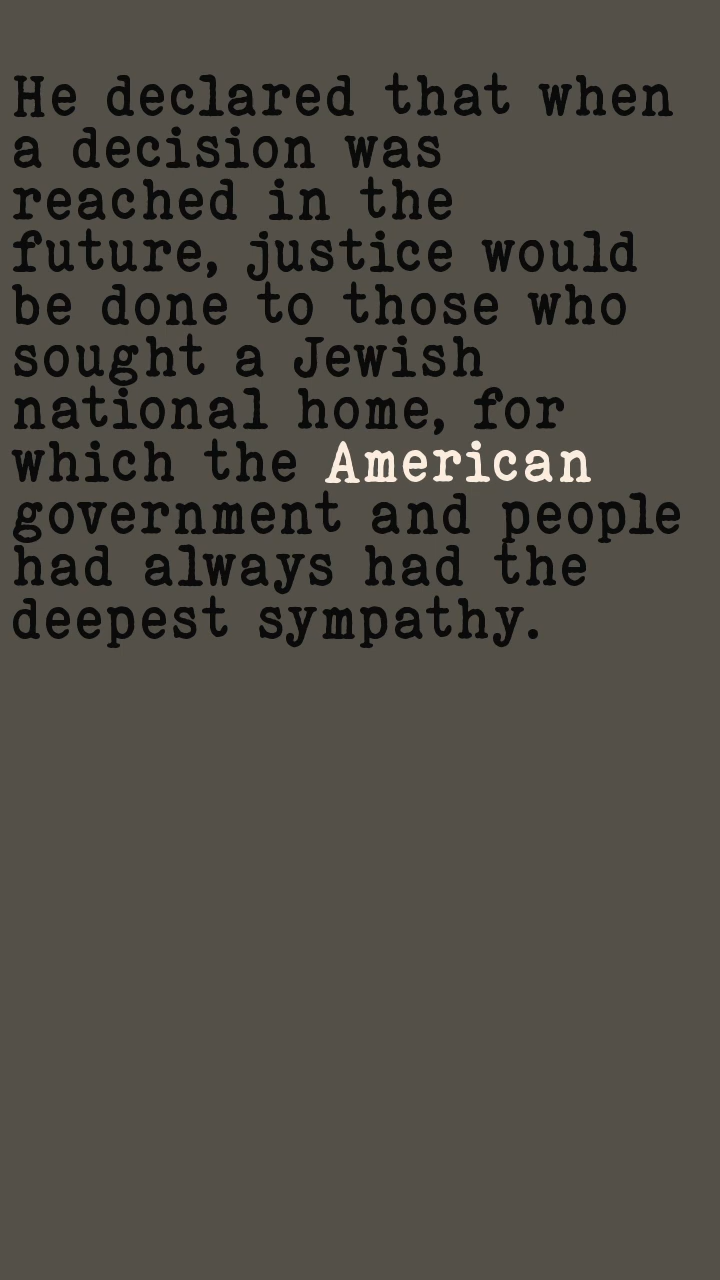 He declared that when
a decision was
reached in the
future, justice would
be done to those who
sought a Jewish
national home, for
which the American
government and people
had always had the
deepest sympathy.